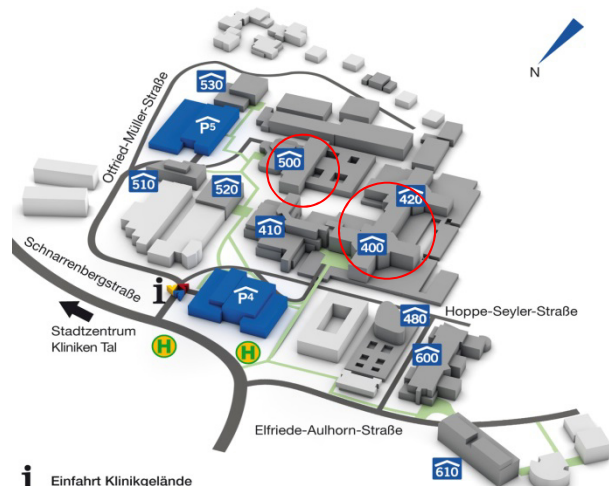 N
530
P5
Otfried-Müller-Straße
500
510
520
420
410
400
Schnarrenbergstraße
i
P4
Stadtzentrum
Kliniken Tal
H
H
480
Hoppe-Seyler-Straße
600
Elfriede-Aulhorn-Straße
610
i Einfahrt Klinikgelände